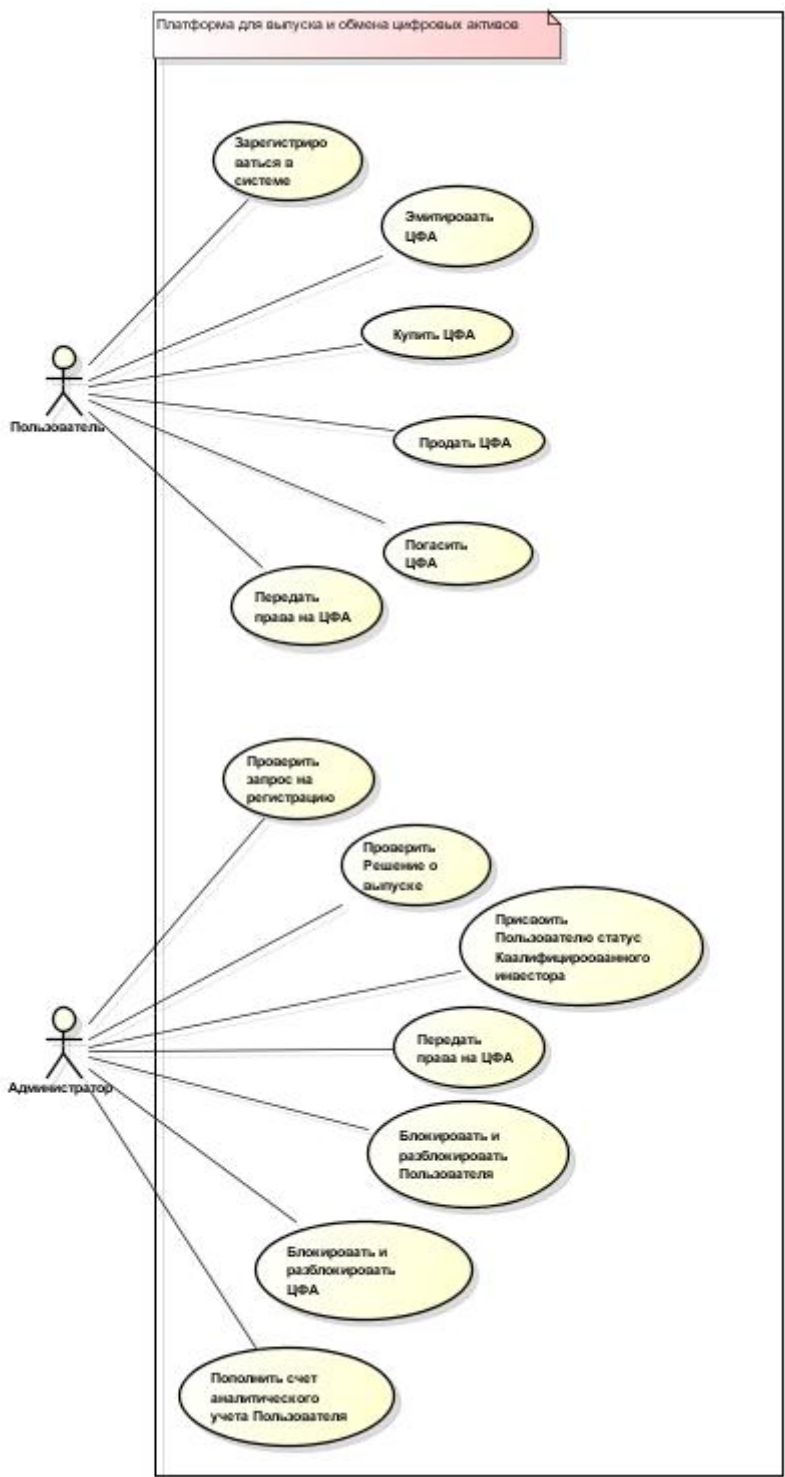 Платформа для выпуска и обмена цифровых активов
Зарегистриро
ваться в
системе
Эмитировать
ЦФА
Купить ЦФА
Пользователь
Продать ЦФА
Погасить
ЦФА
Передать
права на ЦФА
Проверить
запрос на
регистрацию
Проверить
Решение о
выпуске
Присвоить
Пользователю статус
Квалифицироованного
инвестора
Передать
права на ЦФА
Администратор
Блокировать и
разблокировать
Пользователя
Блокировать и
разблокировать
ЦФА
Пополнить счет
аналитического
учета Пользователя